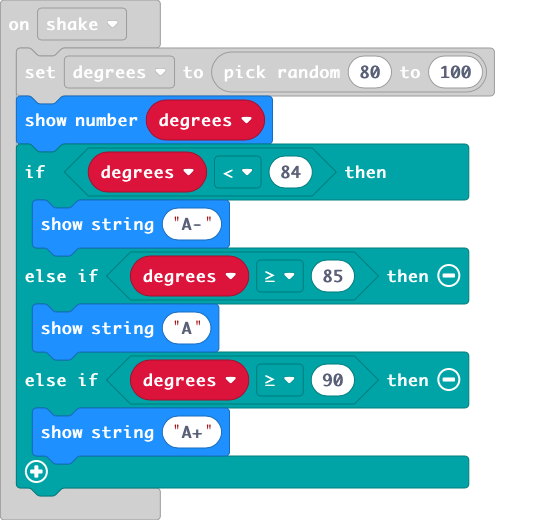 on shake
set degrees to pick random 80 to 100
show number degrees
if degrees < 84 then
show string "A-"
else if degrees ≥ 85 then
show string "A"
else if degrees ≥ 90 then
show string "A+"